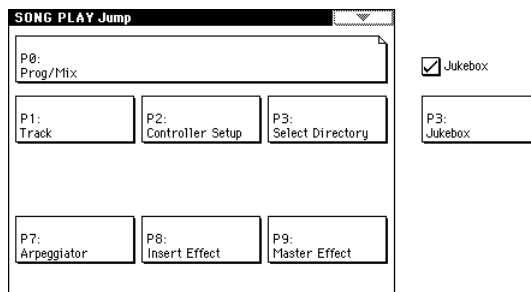 SONG PLAY Jump
P0:
Prog/Mix
Jukebox
P1:
Track
P2:
Controller Setup
P3:
Select Directory
P3:
Jukebox
P7:
Arpeggiator
P8:
Insert Effect
P9:
Master Effect